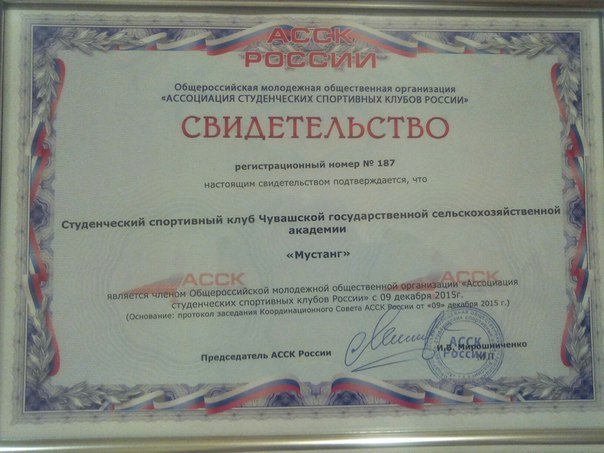 АССК
РОССИИ
Общероссийская молодежная общественная организация
«АССОЦИАЦИЯ СТУДЕНЧЕСКИХ СПОРТИВНЫХ КЛУБОВ РОССИИ»
СВИДЕТЕЛЬСТВО
регистрационный номер № 187
настоящим свидетельством подтверждается, что
Студенческий спортивный клуб Чувашской государственной сельскохозяйственной
академии
«Мустанг»
АССК АССК
является членом Общероссийской молодежной общественной организации «Ассоциация
студенческих спортивных клубов России» с 09 декабря 2015г.
(Основание: протокол заседания Координационного Совета АССК России от «09» декабря 2015 г.)
Председатель АССК России И.В. Мирошниченко
М.П.
АССК
РОССИИ